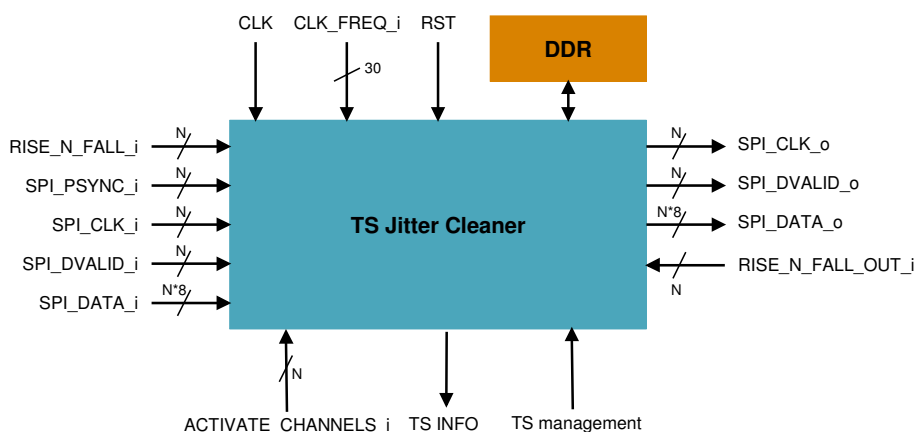 CLK CLK_FREQ_i RST
DDR
30
RISE_N_FALL_i N
SPI_PSYNC_i N
SPI_CLK_i N
SPI_DVALID_i N
SPI_DATA_i N*8
TS Jitter Cleaner
N SPI_CLK_o
N SPI_DVALID_o
N*8 SPI_DATA_o
RISE_N_FALL_OUT_i
N
N
ACTIVATE_CHANNELS_i TS INFO TS management